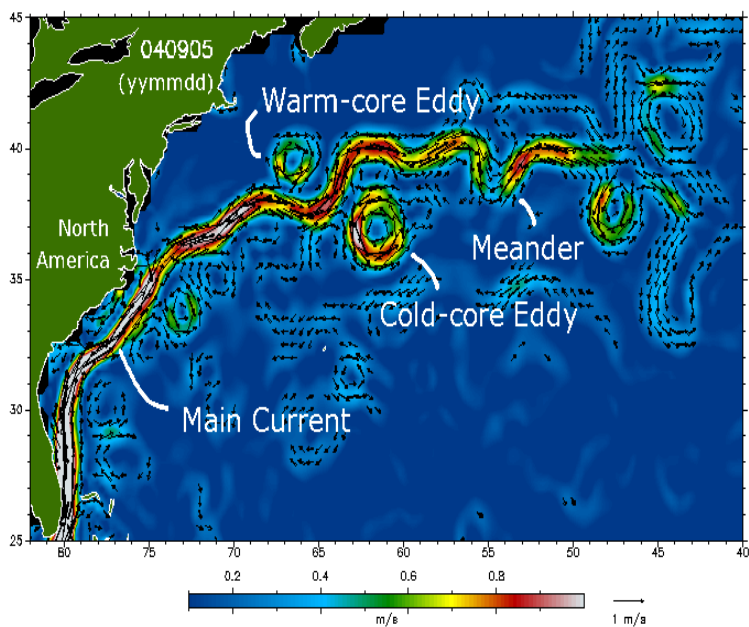 45
040905
(yymmdd)
Warm-core Eddy
40
North
America
Meander
35
Cold-core Eddy
Main Current
30
25
80 75 70 65 60 55 50 45 40
0.2 0.4 0.6 0.8
m/s
1 m/s